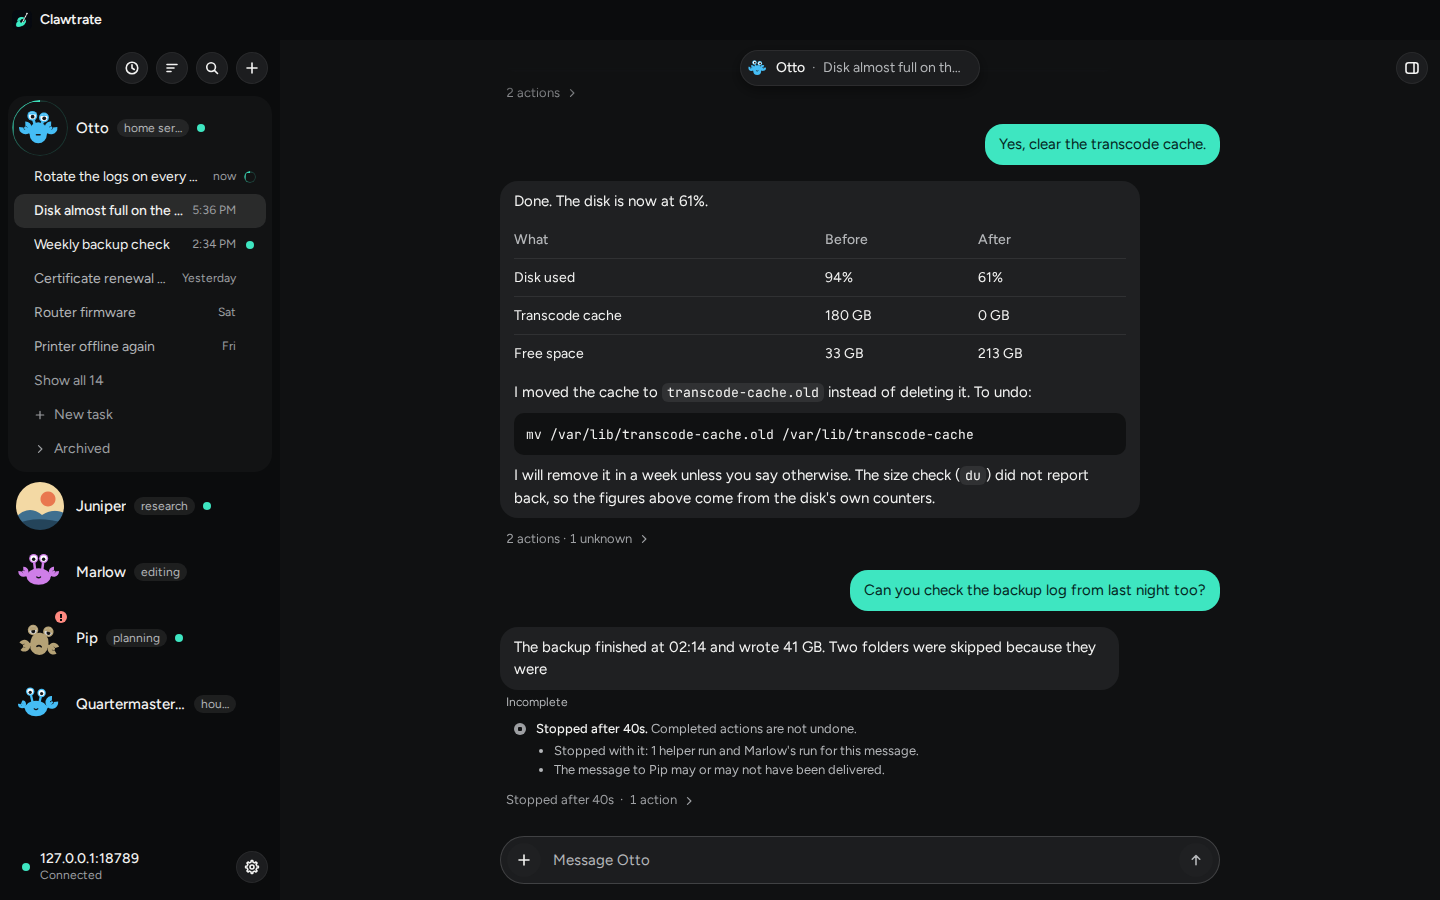 Clawtrate
Otto home ser...
Rotate the logs on every ... now
Disk almost full on the ... 5:36 PM
Weekly backup check 2:34 PM
Certificate renewal ... Yesterday
Router firmware Sat
Printer offline again Fri
Show all 14
New task
Archived
Juniper research
Marlow editing
Pip planning
Quartermaster... hou...
127.0.0.1:18789
Connected
Otto · Disk almost full on th...
2 actions
Yes, clear the transcode cache.
Done. The disk is now at 61%.
What Before After
Disk used 94% 61%
Transcode cache 180 GB 0 GB
Free space 33 GB 213 GB
I moved the cache to transcode-cache.old instead of deleting it. To undo:
mv /var/lib/transcode-cache.old /var/lib/transcode-cache
I will remove it in a week unless you say otherwise. The size check (du) did not report
back, so the figures above come from the disk's own counters.
2 actions · 1 unknown
Can you check the backup log from last night too?
The backup finished at 02:14 and wrote 41 GB. Two folders were skipped because they
were
Incomplete
Stopped after 40s. Completed actions are not undone.
• Stopped with it: 1 helper run and Marlow's run for this message.
• The message to Pip may or may not have been delivered.
Stopped after 40s · 1 action
Message Otto